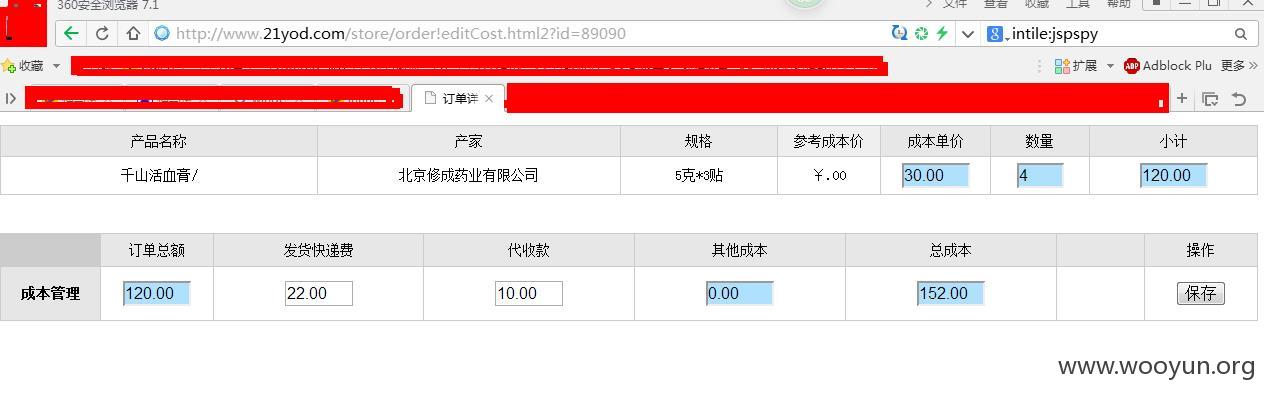 360安全浏览器 7.1 文件 查看 收藏 工具 帮助
http://www.21yod.com/store/order!editCost.html2?id=89090 intile:jspspy
收藏 扩展 Adblock Plu 更多 »
订单详
产品名称 产家 规格 参考成本价 成本单价 数量 小计
千山活血膏/ 北京修成药业有限公司 5克*3贴 ￥.00 30.00 4 120.00
订单总额 发货快递费 代收款 其他成本 总成本 操作
成本管理 120.00 22.00 10.00 0.00 152.00 保存
www.wooyun.org